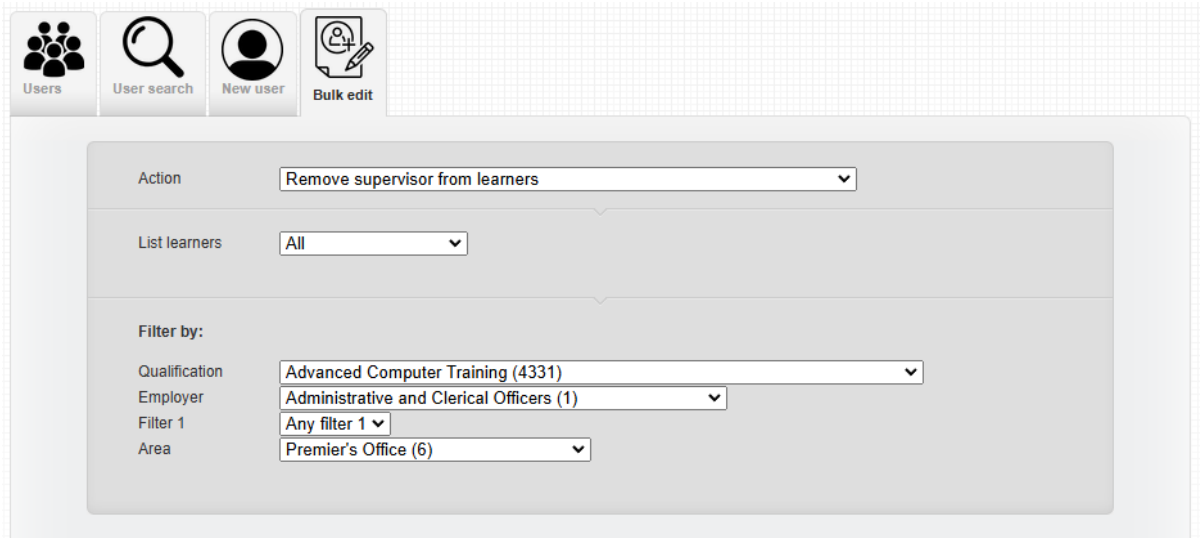 Users User search New user Bulk edit
Action Remove supervisor from learners
List learners All
Filter by:
Qualification Advanced Computer Training (4331)
Employer Administrative and Clerical Officers (1)
Filter 1 Any filter 1
Area Premier's Office (6)